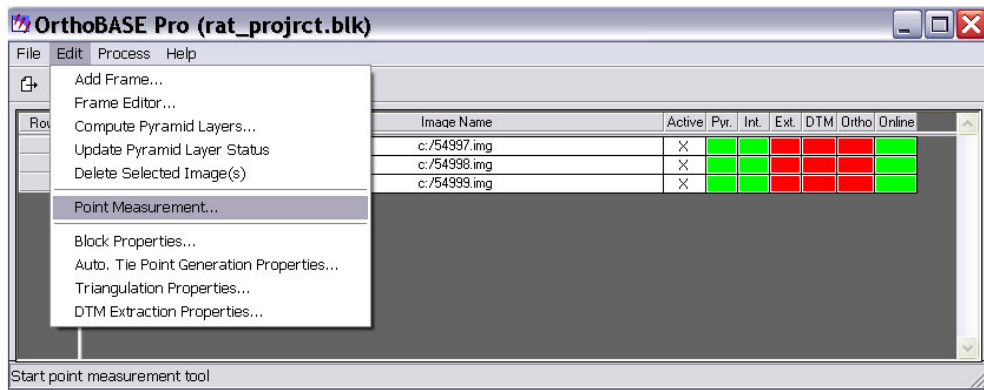 OrthoBASE Pro (rat_projrct.blk)
File Edit Process Help
Add Frame...
Frame Editor...
Compute Pyramid Layers...
Update Pyramid Layer Status
Delete Selected Image(s)
Point Measurement...
Block Properties...
Auto. Tie Point Generation Properties...
Triangulation Properties...
DTM Extraction Properties...
Image Name Active Pyr. Int. Ext. DTM Ortho Online
c:/54997.img X
c:/54998.img X
c:/54999.img X
Start point measurement tool